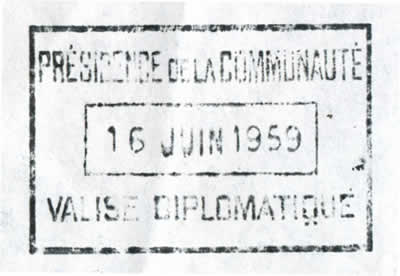 PRÉSIDENCE DE LA COMMUNAUTÉ
16 JUIN 1959
VALISE DIPLOMATIQUE